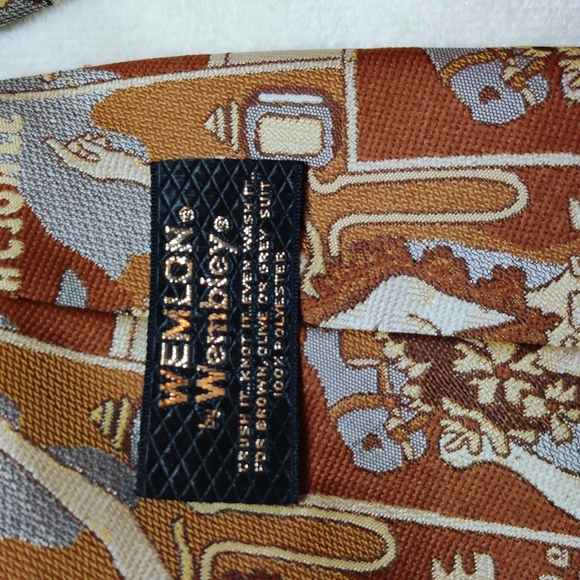 WEMLON®
by Wembley®
CRUSH IT...KNOT IT, EVEN WASH IT...
FOR BROWN, OLIVE OR GREY SUIT
100% POLYESTER